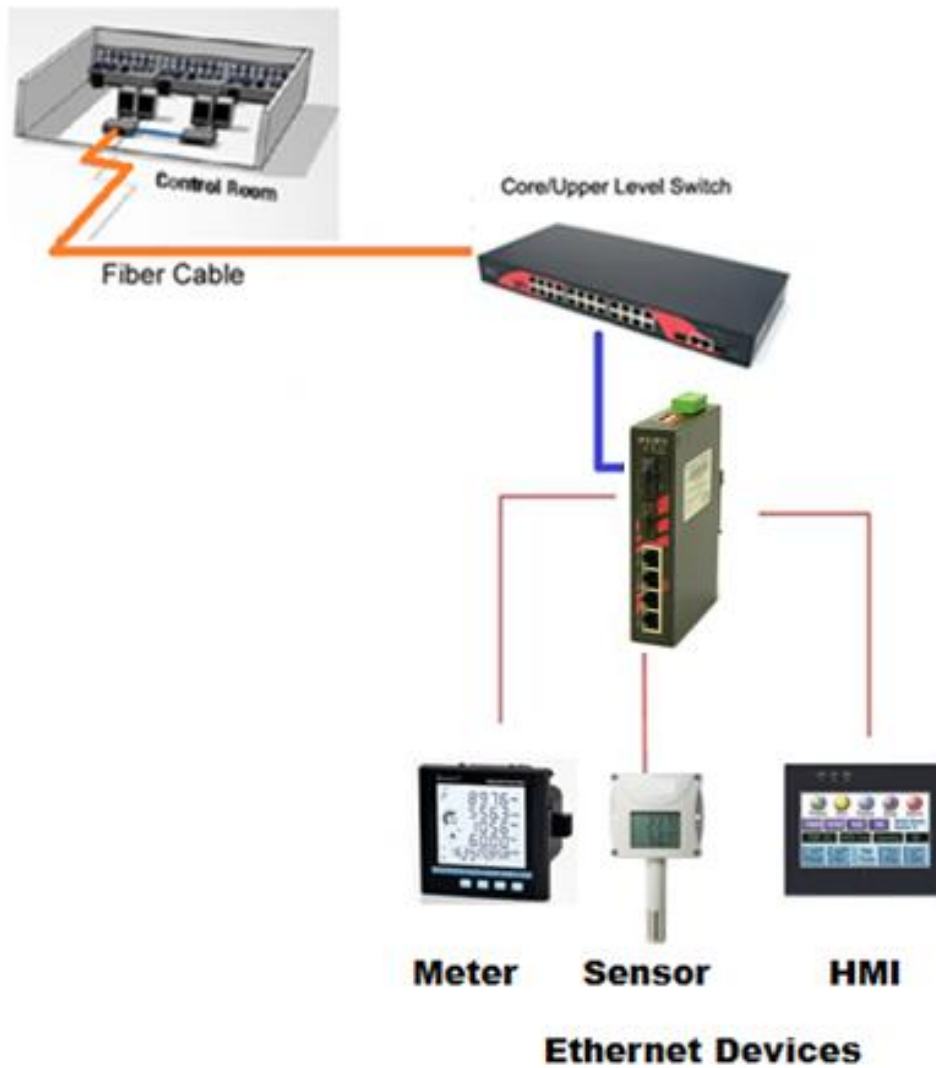 Control Room
Core/Upper Level Switch
Fiber Cable
Meter
Sensor
HMI
Ethernet Devices